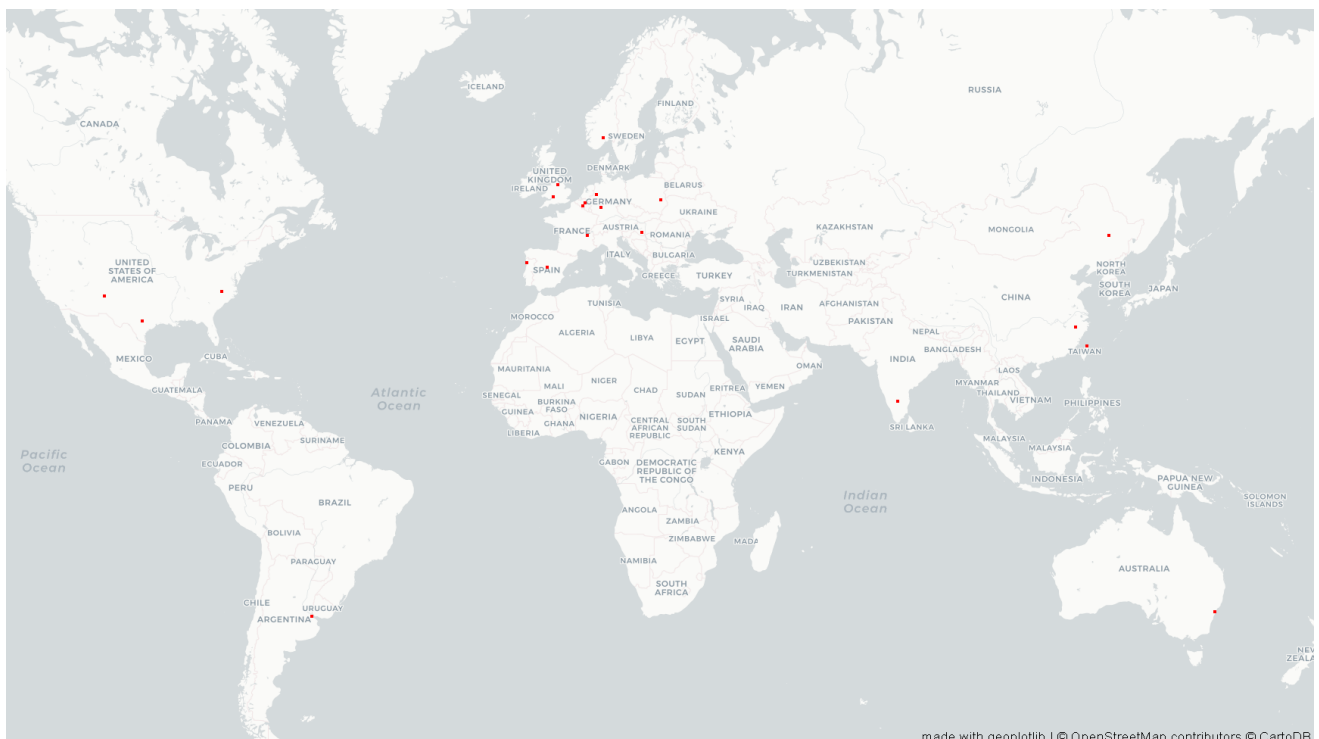 ICELAND
RUSSIA
FINLAND
CANADA
SWEDEN
DENMARK
UNITED
KINGDOM
IRELAND
BELARUS
GERMANY
UKRAINE
FRANCE
AUSTRIA
ROMANIA
KAZAKHSTAN
MONGOLIA
ITALY
BULGARIA
UNITED
STATES OF
AMERICA
SPAIN
GREECE
TURKEY
UZBEKISTAN
TURKMENISTAN
NORTH
KOREA
SOUTH
KOREA
JAPAN
CHINA
TUNISIA
SYRIA
IRAQ
IRAN
AFGHANISTAN
MOROCCO
ISRAEL
PAKISTAN
ALGERIA
LIBYA
EGYPT
SAUDI
ARABIA
NEPAL
BANGLADESH
INDIA
TAIWAN
MEXICO
CUBA
OMAN
MAURITANIA
MALI
NIGER
CHAD
SUDAN
ERITREA
YEMEN
LAOS
MYANMAR
THAILAND
VIETNAM
PHILIPPINES
GUATEMALA
Atlantic
Ocean
SENEGAL
GUINEA
BURKINA
FASO
GHANA
NIGERIA
LIBERIA
CENTRAL
AFRICAN
REPUBLIC
SOUTH
SUDAN
ETHIOPIA
SRI LANKA
PANAMA
VENEZUELA
COLOMBIA
SURINAME
MALAYSIA
MALAYSIA
Pacific
Ocean
ECUADOR
GABON
DEMOCRATIC
REPUBLIC OF
THE CONGO
KENYA
INDONESIA
PAPUA NEW
GUINEA
SOLOMON
ISLANDS
PERU
BRAZIL
Indian
Ocean
ANGOLA
ZAMBIA
ZIMBABWE
MADA
BOLIVIA
PARAGUAY
NAMIBIA
AUSTRALIA
SOUTH
AFRICA
CHILE
URUGUAY
ARGENTINA
NEW
ZEALA
made with geoplotlib | © OpenStreetMap contributors © CartoDB